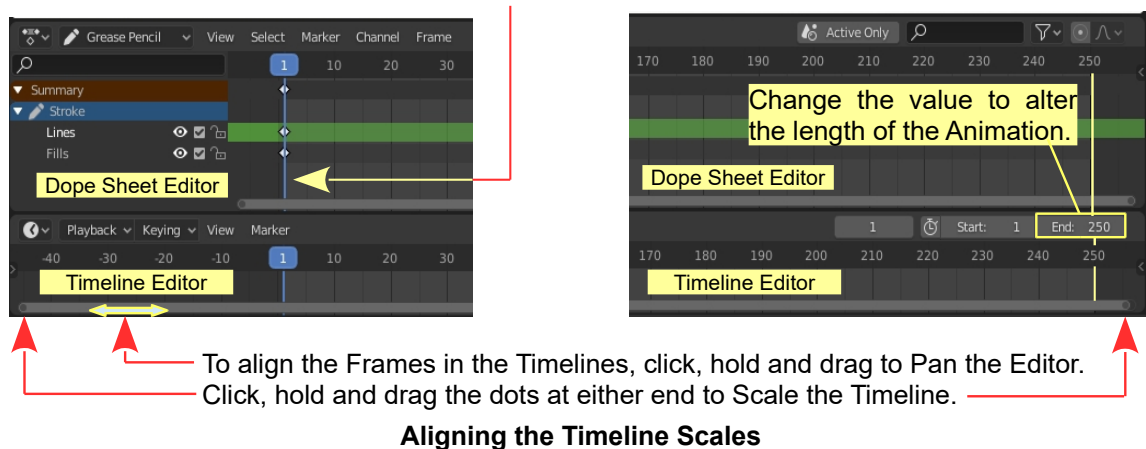 Grease Pencil View Select Marker Channel Frame
1 10 20 30
Summary
Stroke
Lines
Fills
Dope Sheet Editor
Playback Keying View Marker
-40 -30 -20 -10 1 10 20 30
Timeline Editor
Active Only
170 180 190 200 210 220 230 240 250
Change the value to alter
the length of the Animation.
Dope Sheet Editor
1 Start: 1 End: 250
170 180 190 200 210 220 230 240 250
Timeline Editor
To align the Frames in the Timelines, click, hold and drag to Pan the Editor.
Click, hold and drag the dots at either end to Scale the Timeline.
Aligning the Timeline Scales